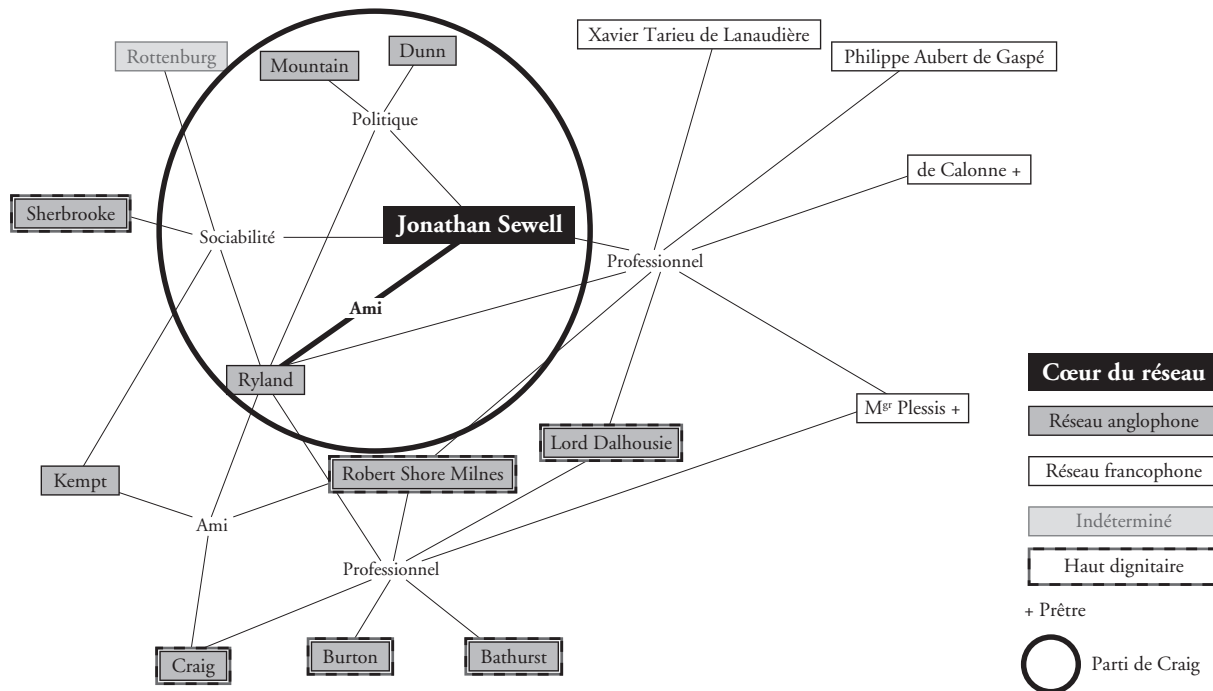 Xavier Tarieu de Lanaudière
Rottenburg
Dunn
Philippe Aubert de Gaspé
Mountain
Politique
de Calonne +
Sherbrooke
Jonathan Sewell
Sociabilité
Professionnel
Ami
Ryland
Cœur du réseau
Mgr Plessis +
Réseau anglophone
Lord Dalhousie
Robert Shore Milnes
Réseau francophone
Kempt
Ami
Indéterminé
Professionnel
Haut dignitaire
+ Prêtre
Burton
Bathurst
Craig
Parti de Craig